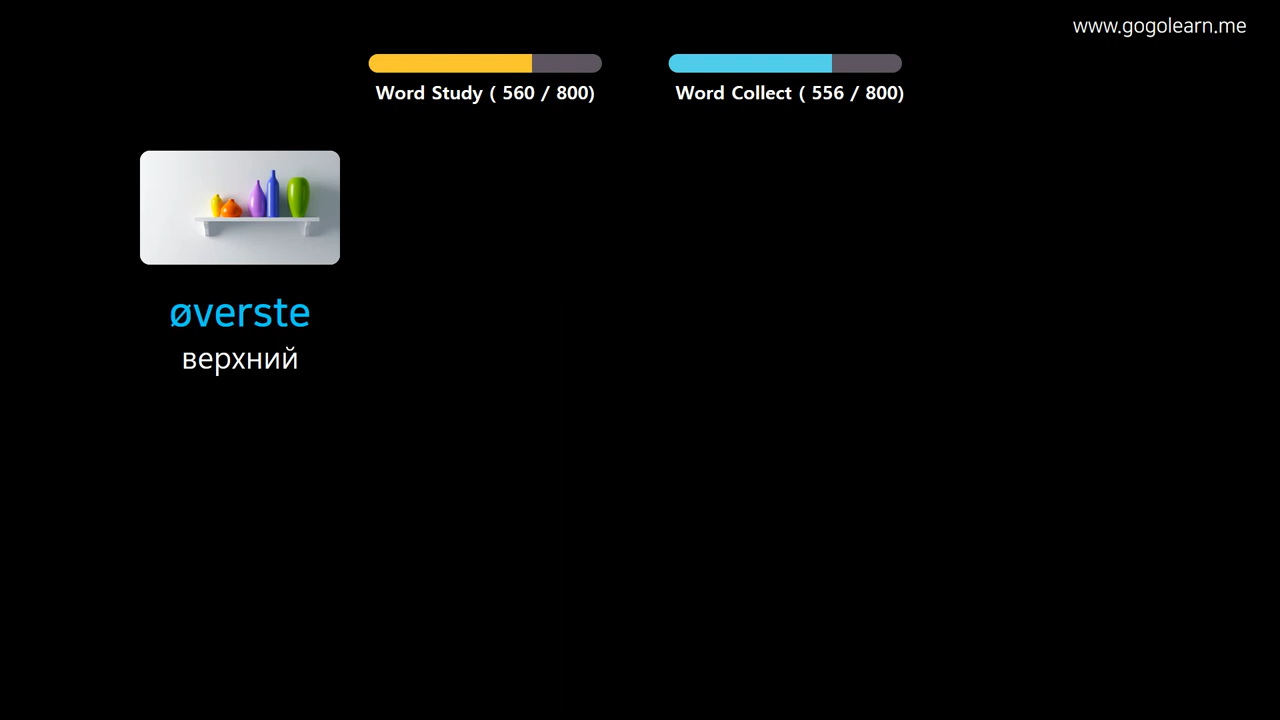 www.gogolearn.me
Word Study ( 560 / 800)
Word Collect ( 556 / 800)
øverste
верхний